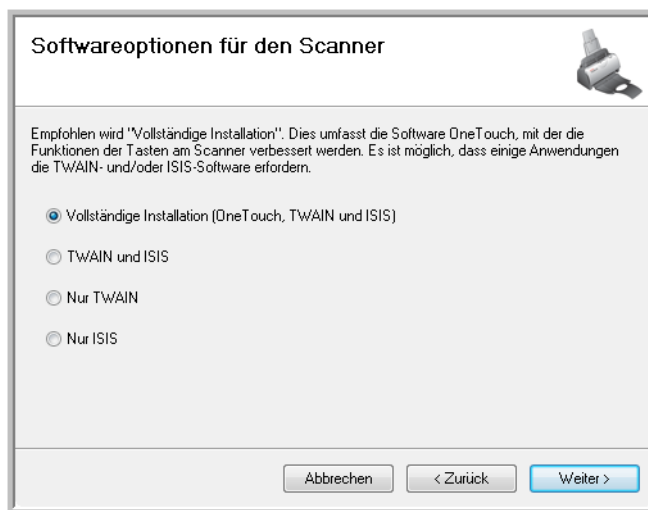 Softwareoptionen für den Scanner
Empfohlen wird "Vollständige Installation". Dies umfasst die Software OneTouch, mit der die
Funktionen der Tasten am Scanner verbessert werden. Es ist möglich, dass einige Anwendungen
die TWAIN- und/oder ISIS-Software erfordern.
Vollständige Installation (OneTouch, TWAIN und ISIS)
TWAIN und ISIS
Nur TWAIN
Nur ISIS
Abbrechen < Zurück Weiter >